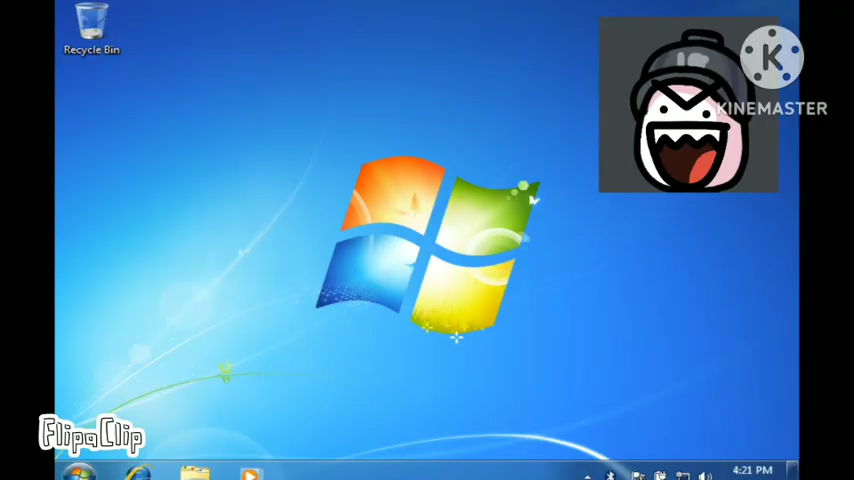 Recycle Bin
K
KINEMASTER
FlipaClip
4:21 PM